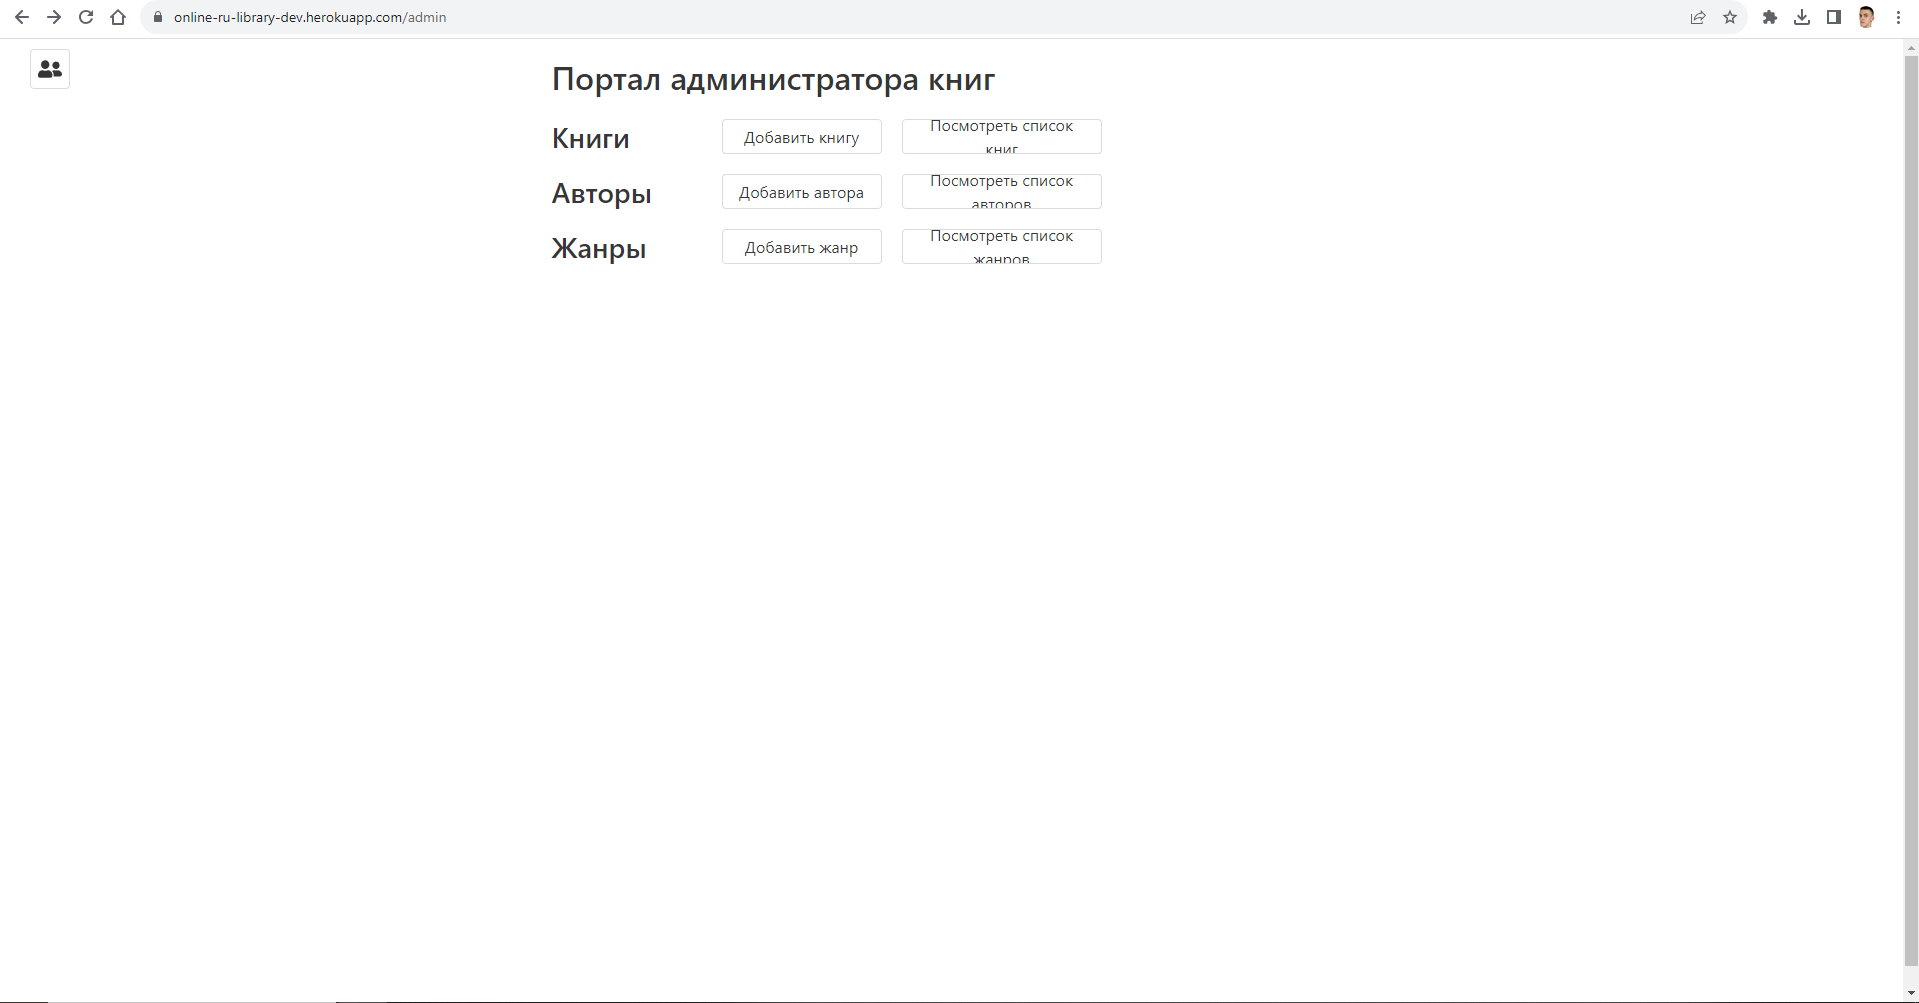 online-ru-library-dev.herokuapp.com/admin
Портал администратора книг
Книги
Добавить книгу
Посмотреть список
книг
Авторы
Добавить автора
Посмотреть список
авторов
Жанры
Добавить жанр
Посмотреть список
жанров